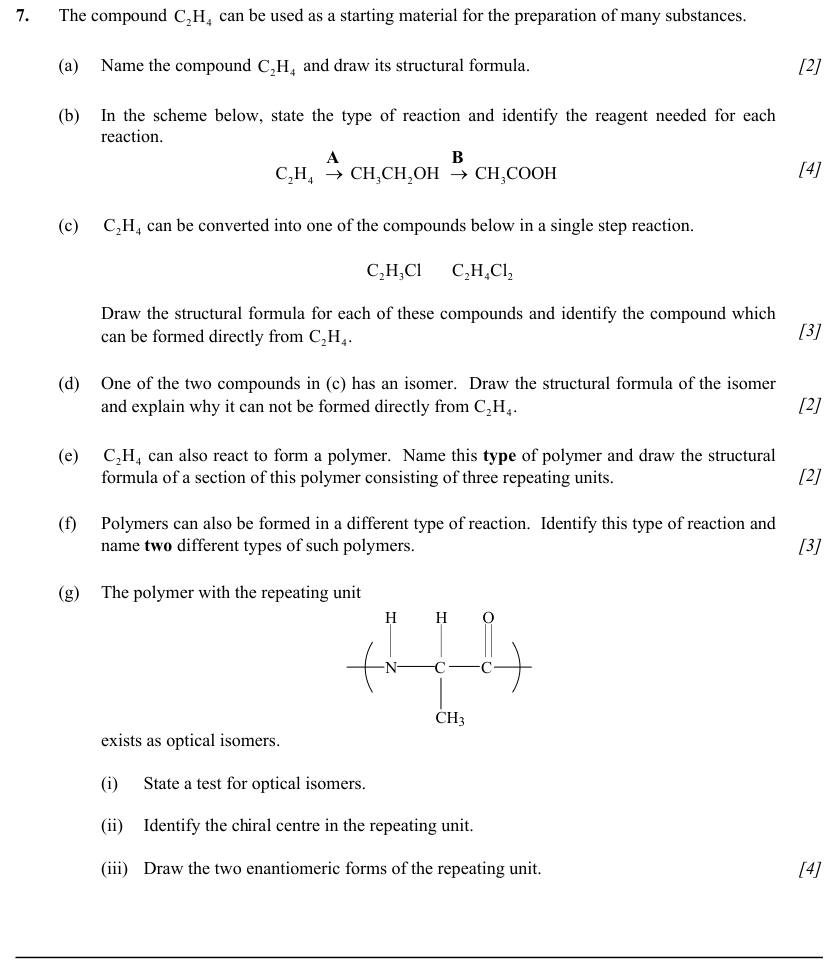 7. The compound C₂H₄ can be used as a starting material for the preparation of many substances.
(a) Name the compound C₂H₄ and draw its structural formula. [2]
(b) In the scheme below, state the type of reaction and identify the reagent needed for each
reaction.
A B
C₂H₄ → CH₃CH₂OH → CH₃COOH [4]
(c) C₂H₄ can be converted into one of the compounds below in a single step reaction.
C₂H₃Cl C₂H₄Cl₂
Draw the structural formula for each of these compounds and identify the compound which
can be formed directly from C₂H₄. [3]
(d) One of the two compounds in (c) has an isomer. Draw the structural formula of the isomer
and explain why it can not be formed directly from C₂H₄. [2]
(e) C₂H₄ can also react to form a polymer. Name this type of polymer and draw the structural
formula of a section of this polymer consisting of three repeating units. [2]
(f) Polymers can also be formed in a different type of reaction. Identify this type of reaction and
name two different types of such polymers. [3]
(g) The polymer with the repeating unit
H H O
N C C
CH₃
exists as optical isomers.
(i) State a test for optical isomers.
(ii) Identify the chiral centre in the repeating unit.
(iii) Draw the two enantiomeric forms of the repeating unit. [4]